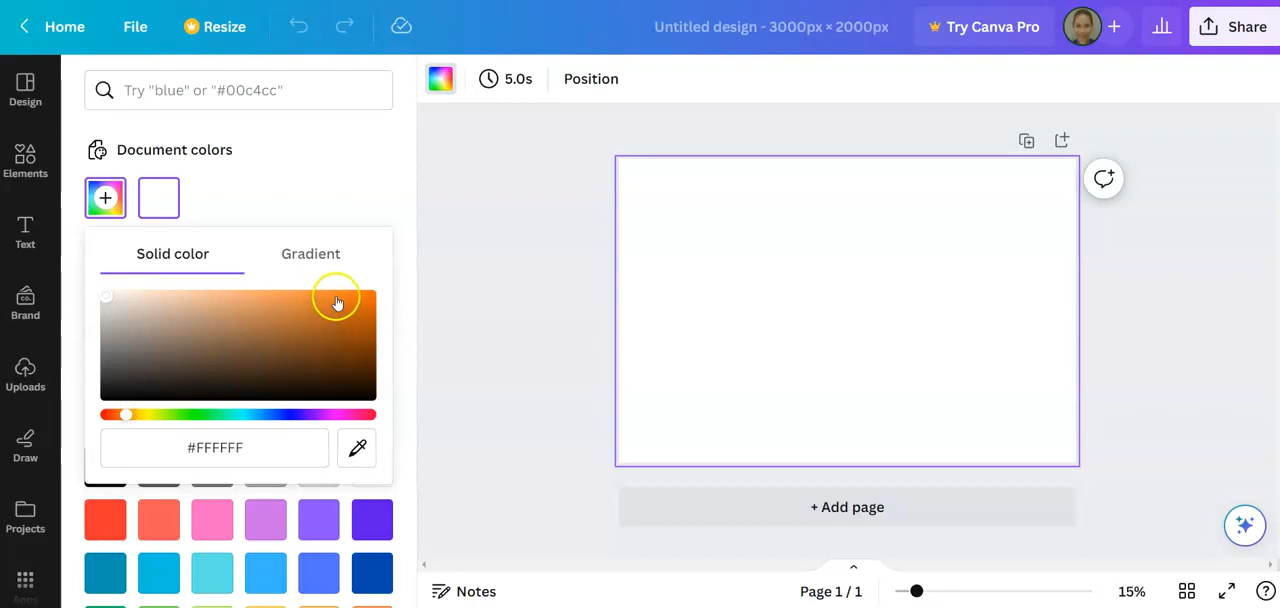 Home
File
Resize
Untitled design - 3000px × 2000px
Try Canva Pro
Share
Design
Elements
Text
CO.
Brand
Uploads
Draw
Projects
Apps
Try "blue" or "#00c4cc"
Document colors
Solid color
Gradient
#FFFFFF
5.0s
Position
+ Add page
Notes
Page 1 / 1
15%